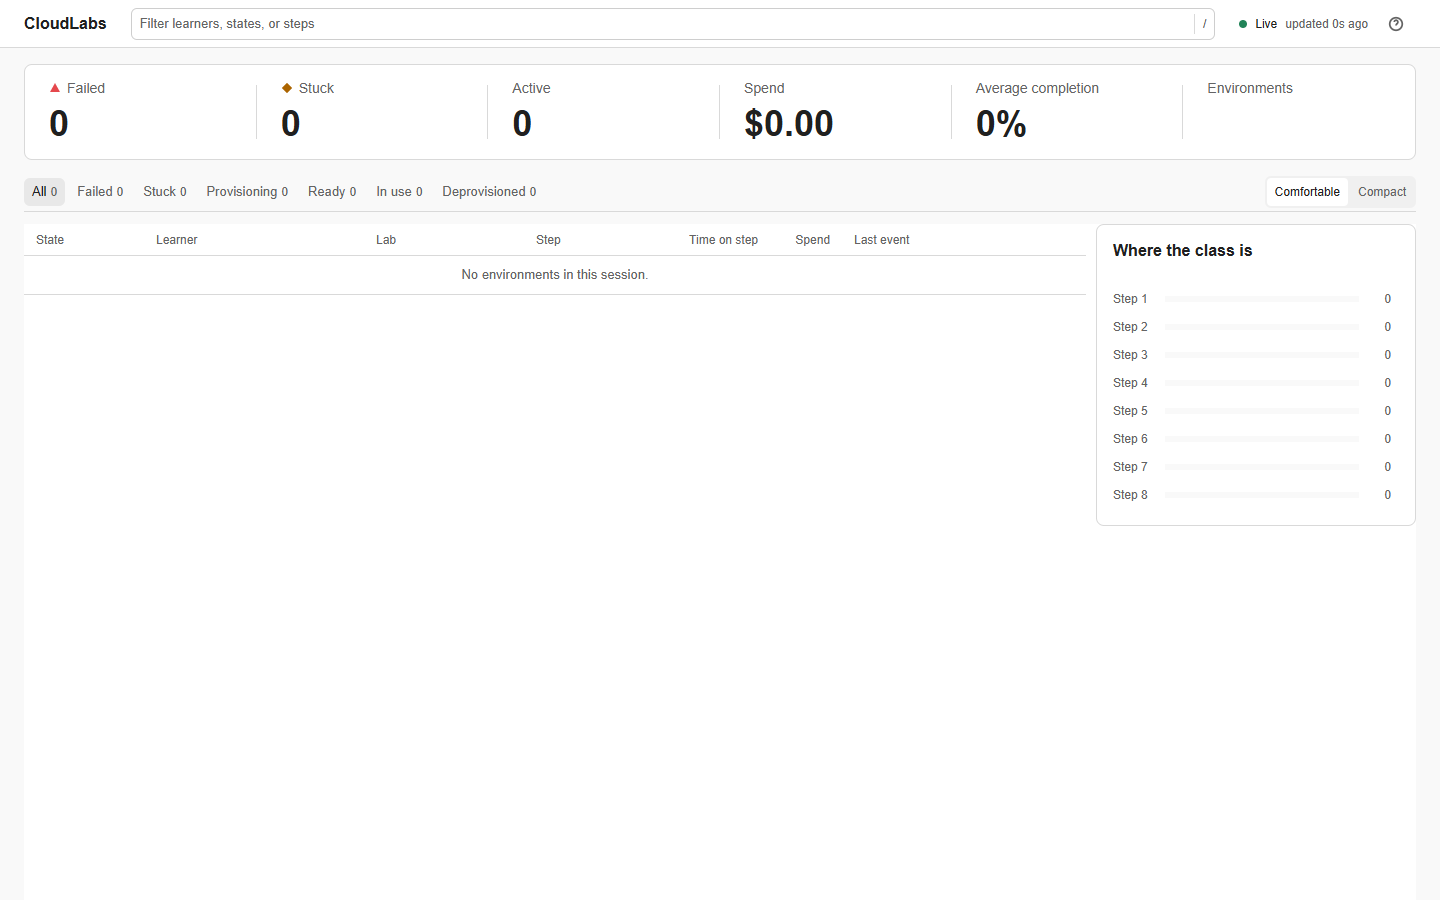 CloudLabs
Filter learners, states, or steps
/
Live updated 0s ago
Failed
0
Stuck
0
Active
0
Spend
$0.00
Average completion
0%
Environments
All 0
Failed 0
Stuck 0
Provisioning 0
Ready 0
In use 0
Deprovisioned 0
Comfortable
Compact
State
Learner
Lab
Step
Time on step
Spend
Last event
No environments in this session.
Where the class is
Step 1 0
Step 2 0
Step 3 0
Step 4 0
Step 5 0
Step 6 0
Step 7 0
Step 8 0